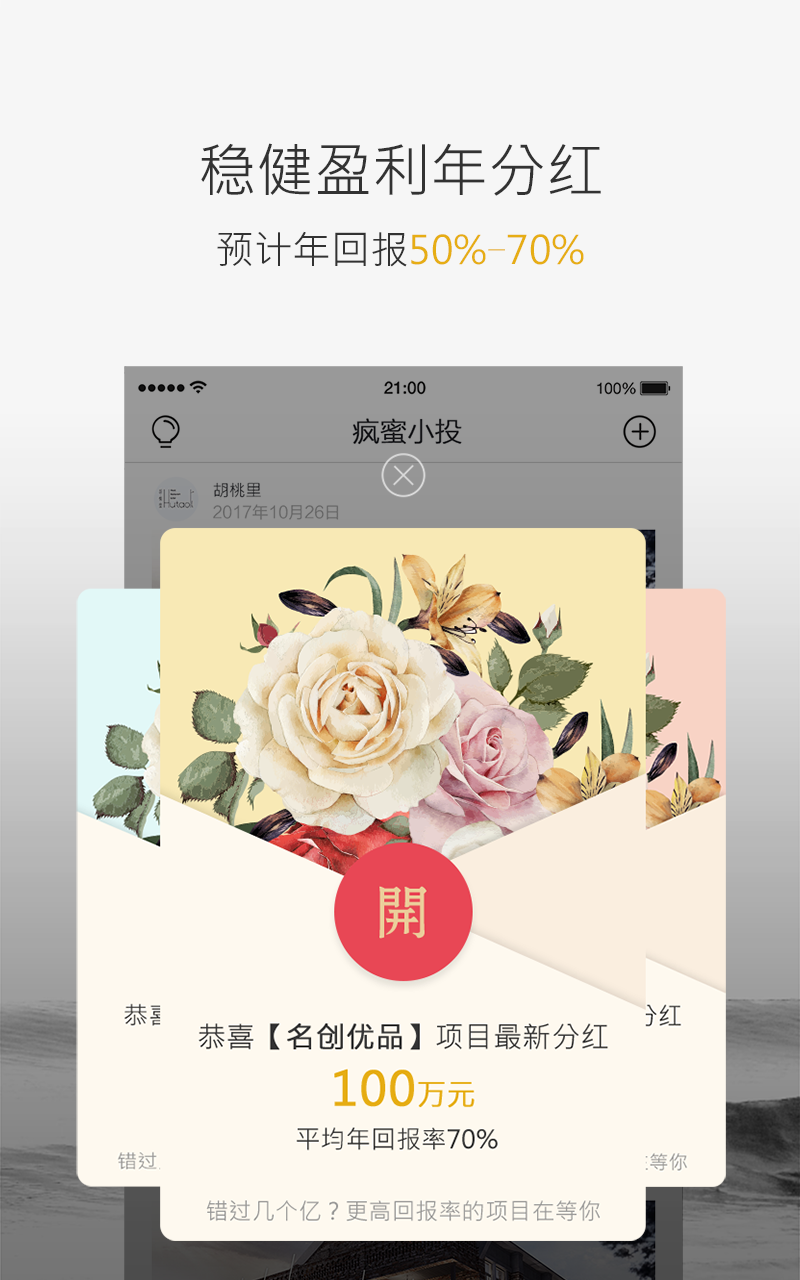 稳健盈利年分红
预计年回报50%-70%
21:00
100%
疯蜜小投
胡桃里
2017年10月26日
開
恭喜【名创优品】项目最新分红
100万元
平均年回报率70%
错过几个亿？更高回报率的项目在等你
恭喜
分红
错过
在等你